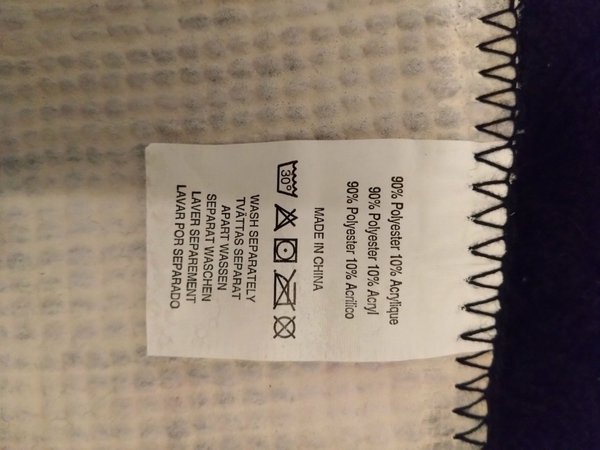 90% Polyester 10% Acrylique
90% Polyester 10% Acryl
90% Polyester 10% Acrílico
MADE IN CHINA
30°
WASH SEPARATELY
TVÄTTAS SEPARAT
APART WASSEN
SEPARAT WASCHEN
LAVER SEPAREMENT
LAVAR POR SEPARADO